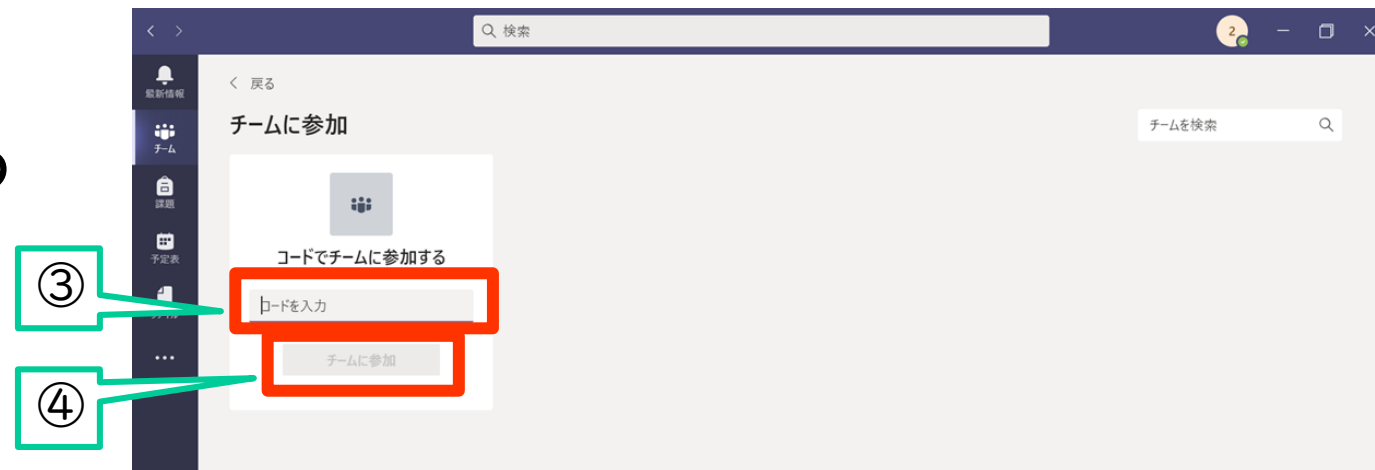 検索
2
最新情報
戻る
チームに参加
チームを検索
チーム
課題
コードでチームに参加する
予定表
③
コードを入力
チームに参加
④